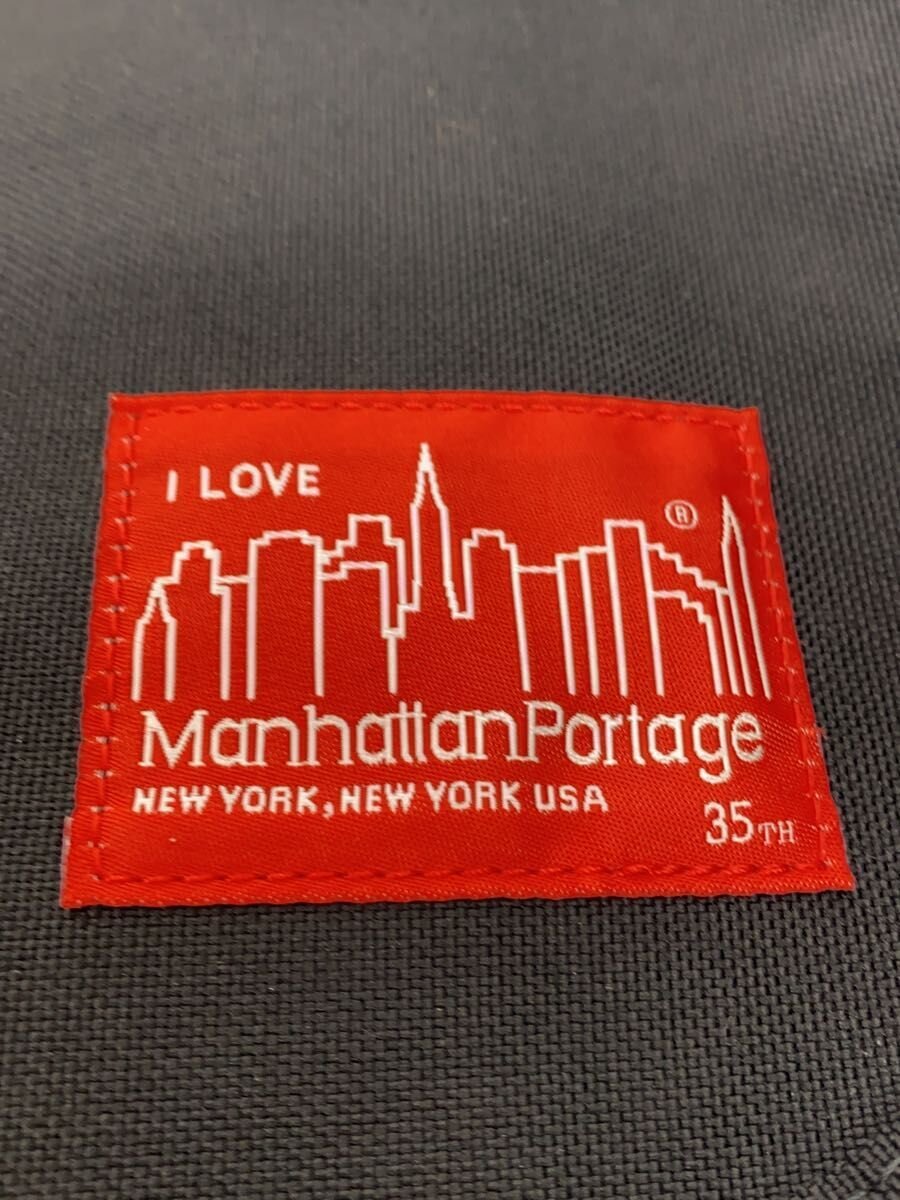 I LOVE
®
ManhattanPortage
NEW YORK, NEW YORK USA
35TH